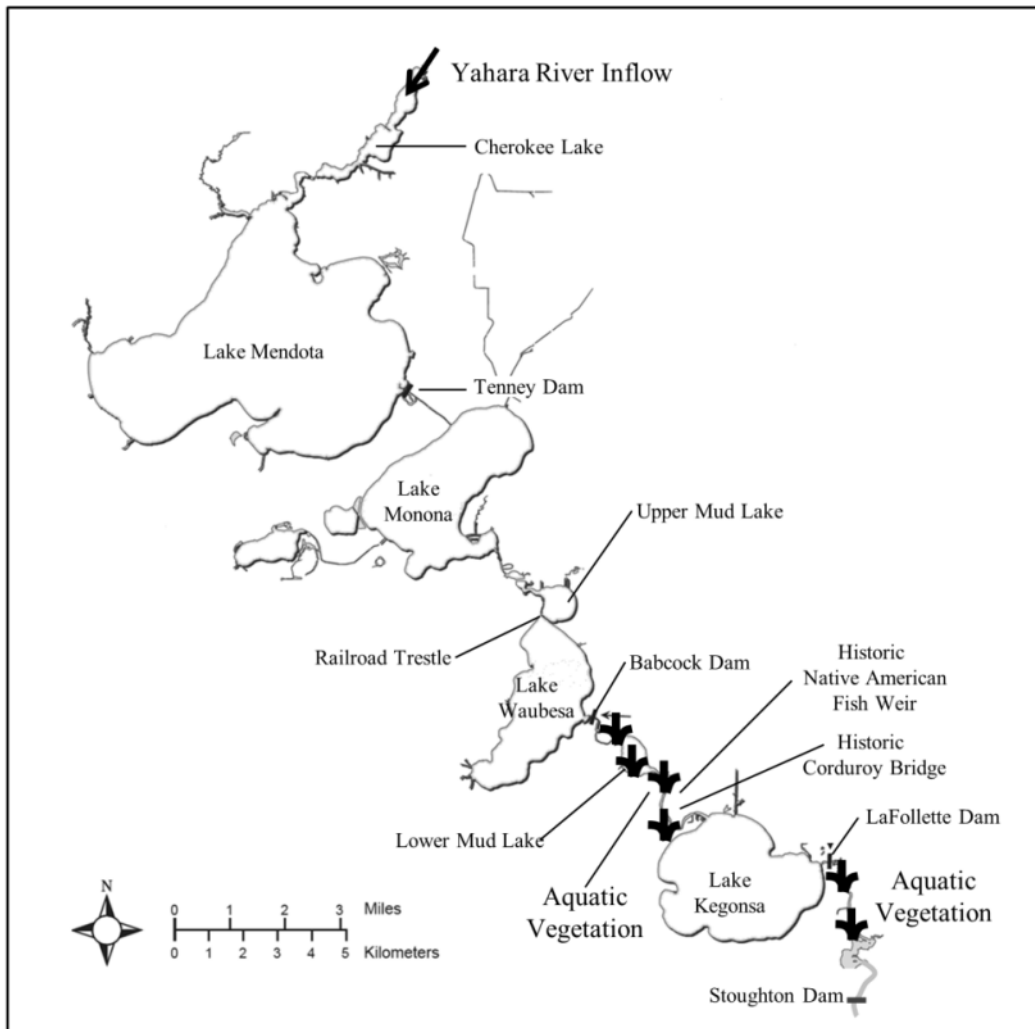 Yahara River Inflow
Cherokee Lake
Lake Mendota
Tenney Dam
Lake
Monona
Upper Mud Lake
Railroad Trestle
Babcock Dam
Historic
Native American
Fish Weir
Lake
Waubesa
Historic
Corduroy Bridge
LaFollette Dam
Lower Mud Lake
Aquatic
Vegetation
Lake
Kegonsa
Aquatic
Vegetation
Stoughton Dam
N
0 1 2 3 Miles
0 1 2 3 4 5 Kilometers